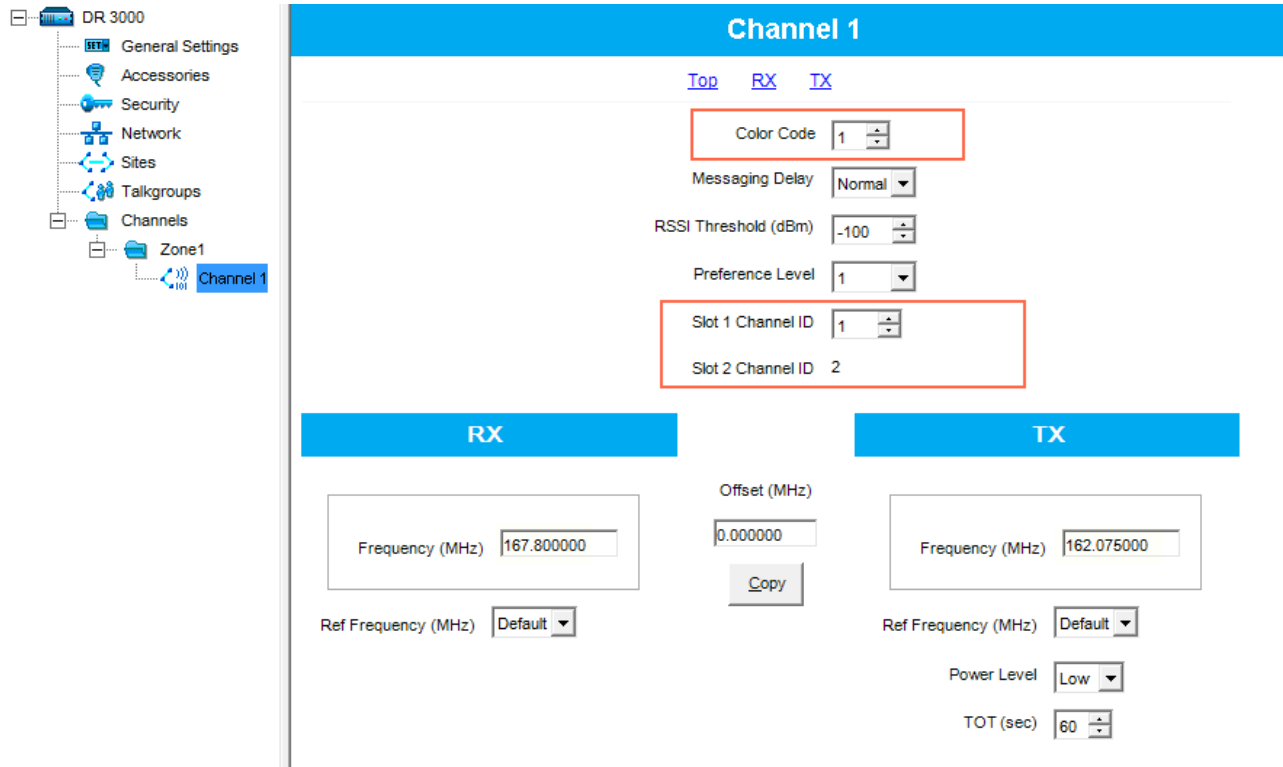 DR 3000
SET
General Settings
Accessories
Security
Network
Sites
Talkgroups
Channels
Zone1
Channel 1
Channel 1
Top RX TX
Color Code 1
Messaging Delay Normal
RSSI Threshold (dBm) -100
Preference Level 1
Slot 1 Channel ID 1
Slot 2 Channel ID 2
RX
Frequency (MHz) 167.800000
Ref Frequency (MHz) Default
Offset (MHz)
0.000000
Copy
TX
Frequency (MHz) 162.075000
Ref Frequency (MHz) Default
Power Level Low
TOT (sec) 60